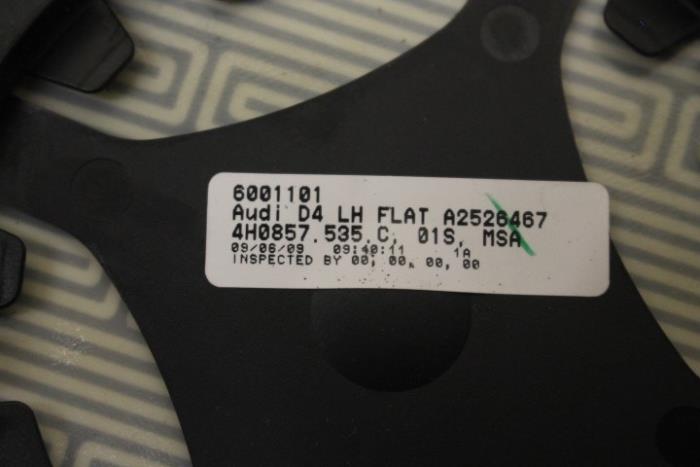 6001101
Audi D4 LH FLAT A2526467
4H0857.535.C, 01S, MSA
09/06/09 09:40:11 1A
INSPECTED BY 00, 00, 00, 00